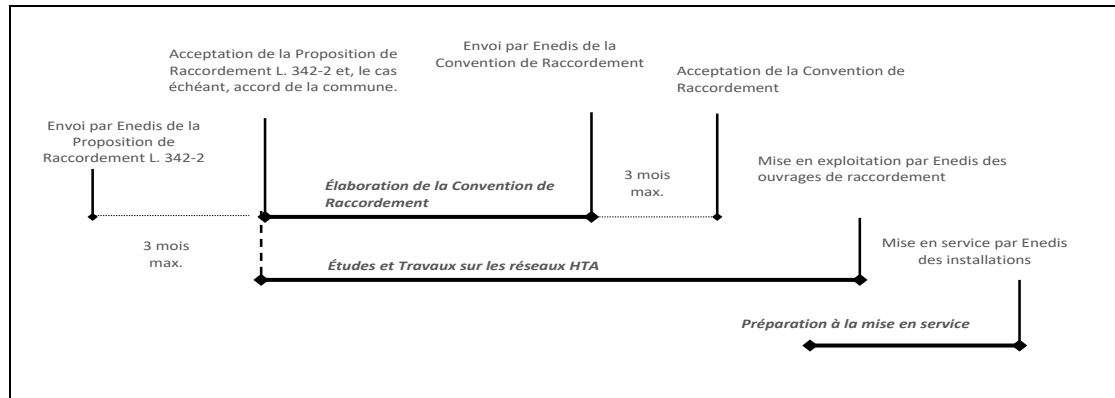 Acceptation de la Proposition de
Raccordement L. 342-2 et, le cas
échéant, accord de la commune.
Envoi par Enedis de la
Convention de Raccordement
Acceptation de la Convention de
Raccordement
Envoi par Enedis de la
Proposition de
Raccordement L. 342-2
Mise en exploitation par Enedis des
ouvrages de raccordement
Élaboration de la Convention de
Raccordement
3 mois
max.
3 mois
max.
Mise en service par Enedis
des installations
Études et Travaux sur les réseaux HTA
Préparation à la mise en service